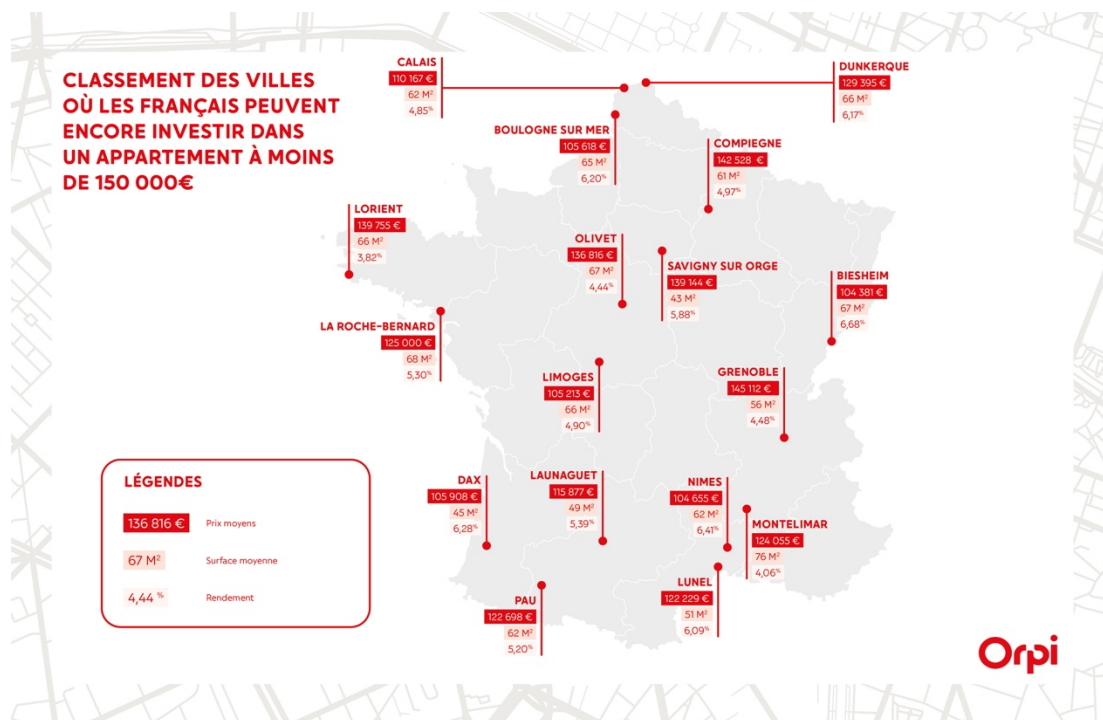 CLASSEMENT DES VILLES
OÙ LES FRANÇAIS PEUVENT
ENCORE INVESTIR DANS
UN APPARTEMENT À MOINS
DE 150 000€
CALAIS
110 167 €
62 M²
4,85%
DUNKERQUE
129 395 €
66 M²
6,17%
BOULOGNE SUR MER
105 618 €
65 M²
6,20%
COMPIEGNE
142 528 €
61 M²
4,97%
LORIENT
139 755 €
66 M²
3,82%
OLIVET
136 816 €
67 M²
4,44%
SAVIGNY SUR ORGE
139 144 €
43 M²
5,88%
BIESHEIM
104 381 €
67 M²
6,68%
LA ROCHE-BERNARD
125 000 €
68 M²
5,30%
LIMOGES
105 213 €
66 M²
4,90%
GRENOBLE
145 112 €
56 M²
4,48%
DAX
105 908 €
45 M²
6,28%
LAUNAGUET
115 877 €
49 M²
5,39%
NIMES
104 655 €
62 M²
6,41%
MONTELIMAR
124 055 €
76 M²
4,06%
PAU
122 698 €
62 M²
5,20%
LUNEL
122 229 €
51 M²
6,09%
LÉGENDES
136 816 € Prix moyens
67 M² Surface moyenne
4,44 % Rendement
Orpi